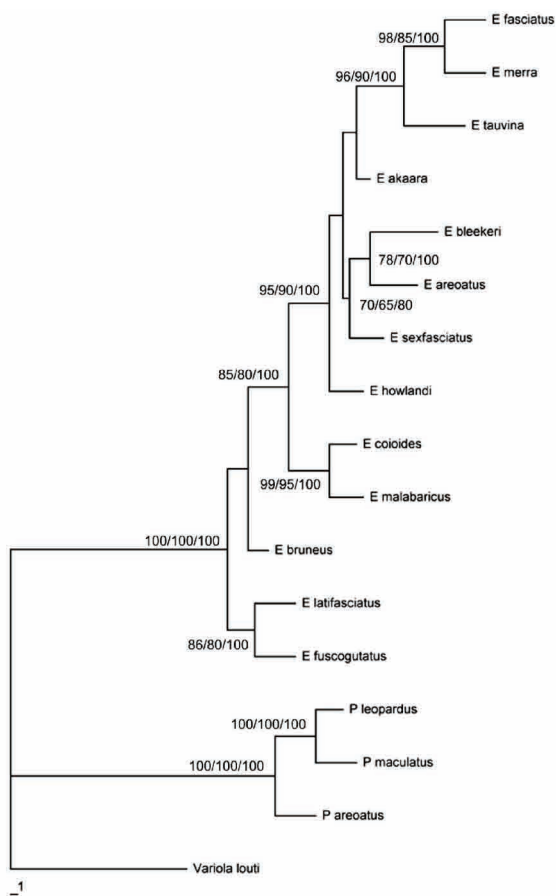 E fasciatus
98/85/100
E merra
96/90/100
E tauvina
E akaara
E bleekeri
78/70/100
E areoatus
95/90/100
70/65/80
E sexfasciatus
85/80/100
E howlandi
E coioides
99/95/100
E malabaricus
100/100/100
E bruneus
E latifasciatus
86/80/100
E fuscogutatus
P leopardus
100/100/100
P maculatus
100/100/100
P areoatus
Variola louti
1